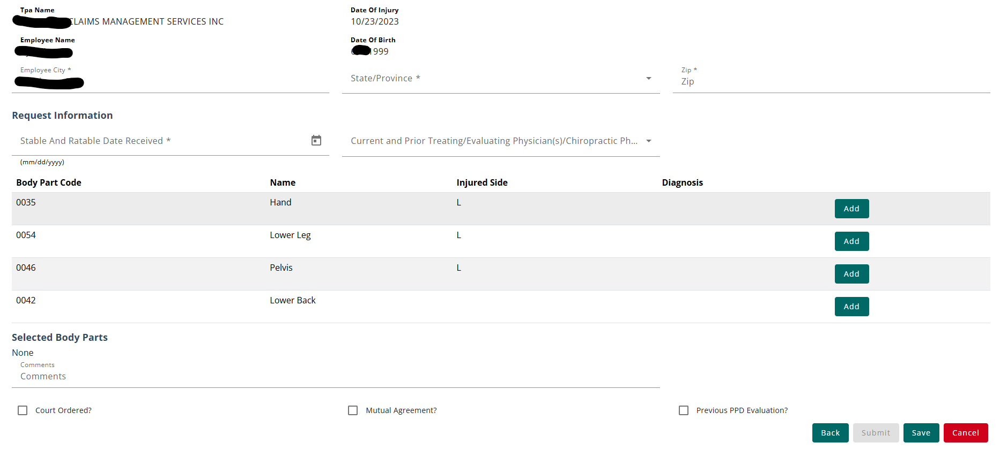 Tpa Name
Date Of Injury
CLAIMS MANAGEMENT SERVICES INC
10/23/2023
Employee Name
Date Of Birth
1999
Employee City *
State/Province *
Zip *
Zip
Request Information
Stable And Ratable Date Received *
Current and Prior Treating/Evaluating Physician(s)/Chiropractic Ph...
(mm/dd/yyyy)
Body Part Code Name Injured Side Diagnosis
0035 Hand L Add
0054 Lower Leg L Add
0046 Pelvis L Add
0042 Lower Back Add
Selected Body Parts
None
Comments
Comments
Court Ordered?
Mutual Agreement?
Previous PPD Evaluation?
Back Submit Save Cancel